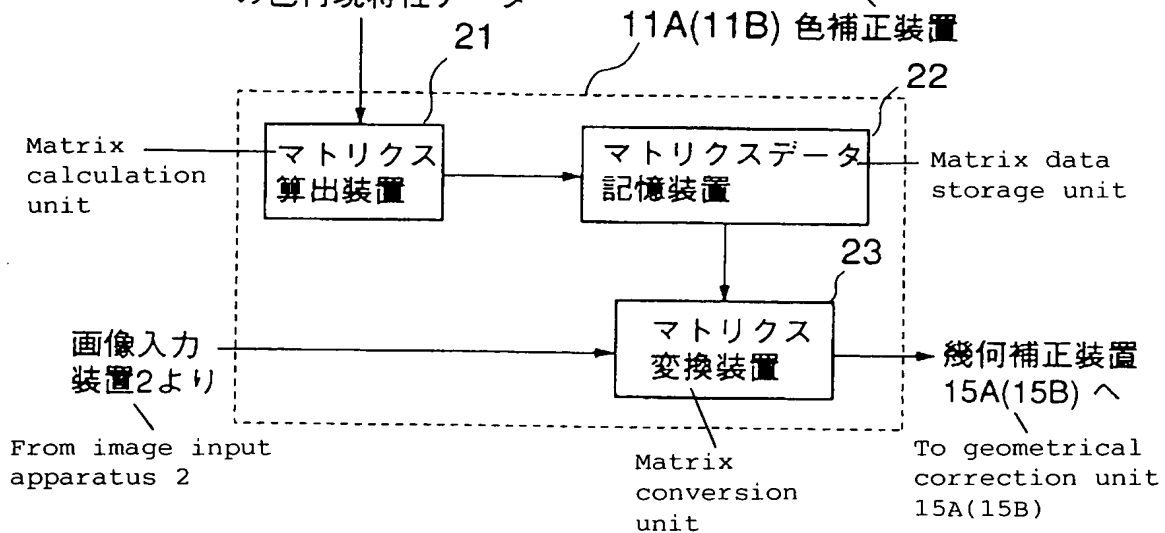 21
11A(11B) 色補正装置
22
Matrix
calculation
unit
マトリクス
算出装置
マトリクスデータ
記憶装置
Matrix data
storage unit
23
画像入力
装置2より
マトリクス
変換装置
幾何補正装置
15A(15B) へ
From image input
apparatus 2
Matrix
conversion
unit
To geometrical
correction unit
15A(15B)